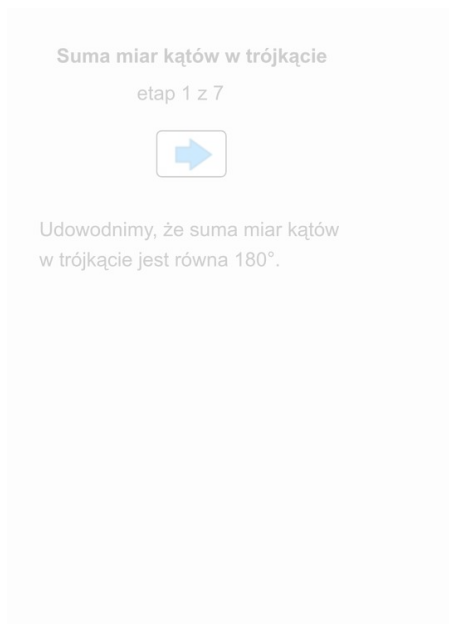 Suma miar kątów w trójkącie
etap 1 z 7
Udowodnimy, że suma miar kątów
w trójkącie jest równa 180°.